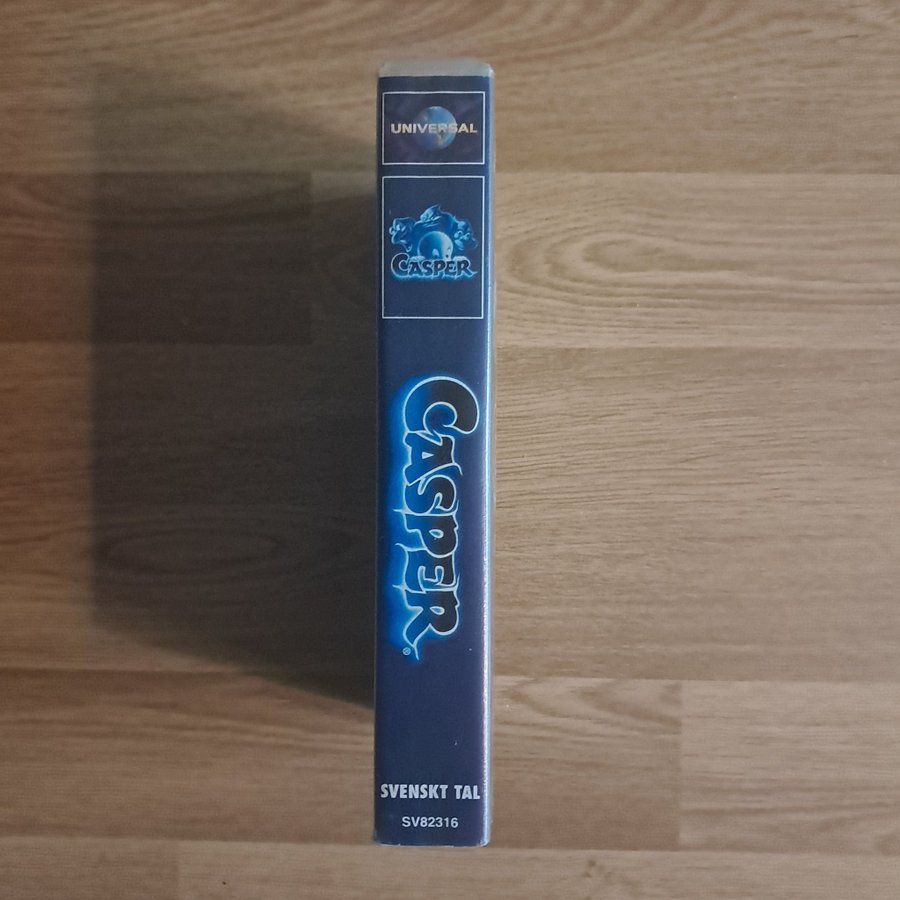 UNIVERSAL
CASPER
CASPER®
SVENSKT TAL
SV82316